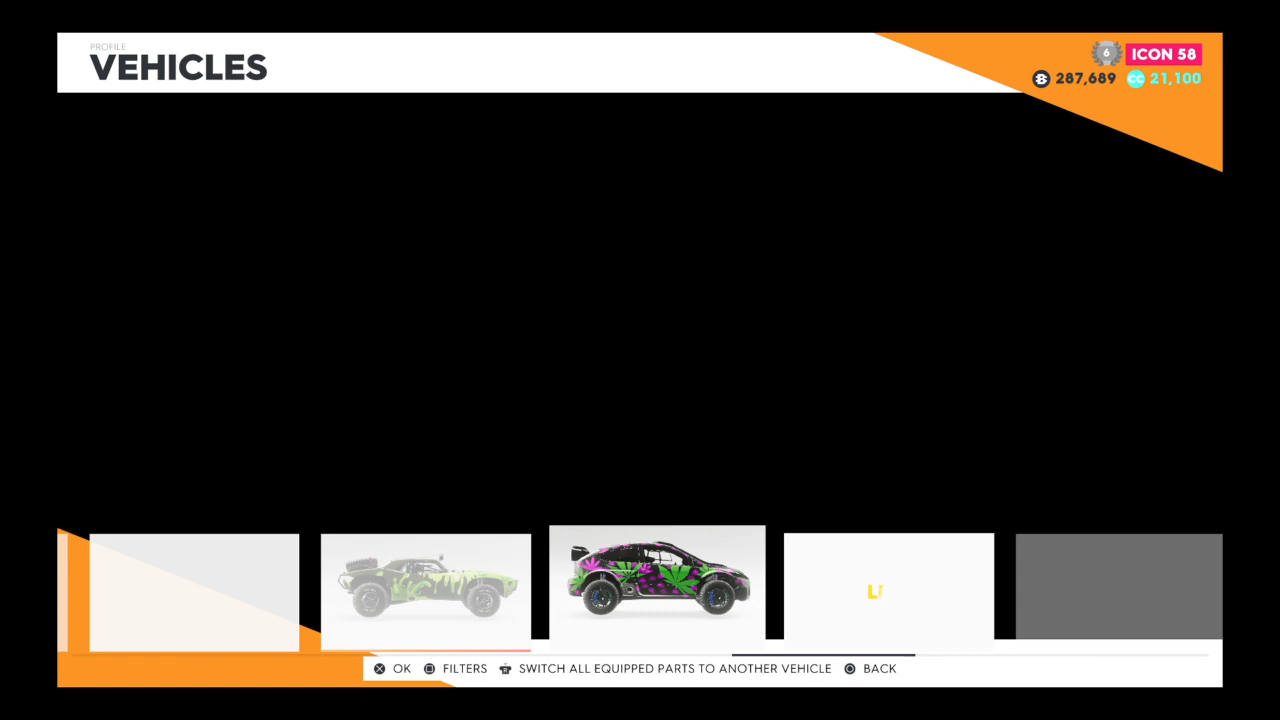 PROFILE
VEHICLES
6
ICON 58
287,689
CC 21,100
OK
FILTERS
SWITCH ALL EQUIPPED PARTS TO ANOTHER VEHICLE
BACK